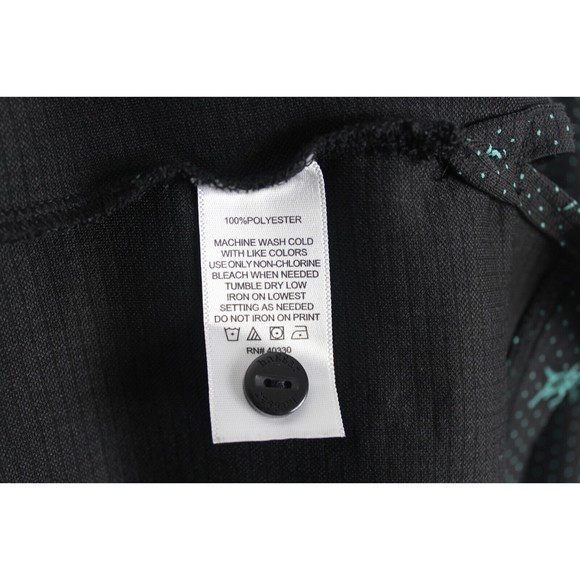 100%POLYESTER
MACHINE WASH COLD
WITH LIKE COLORS
USE ONLY NON-CHLORINE
BLEACH WHEN NEEDED
TUMBLE DRY LOW
IRON ON LOWEST
SETTING AS NEEDED
DO NOT IRON ON PRINT
RN# 40330